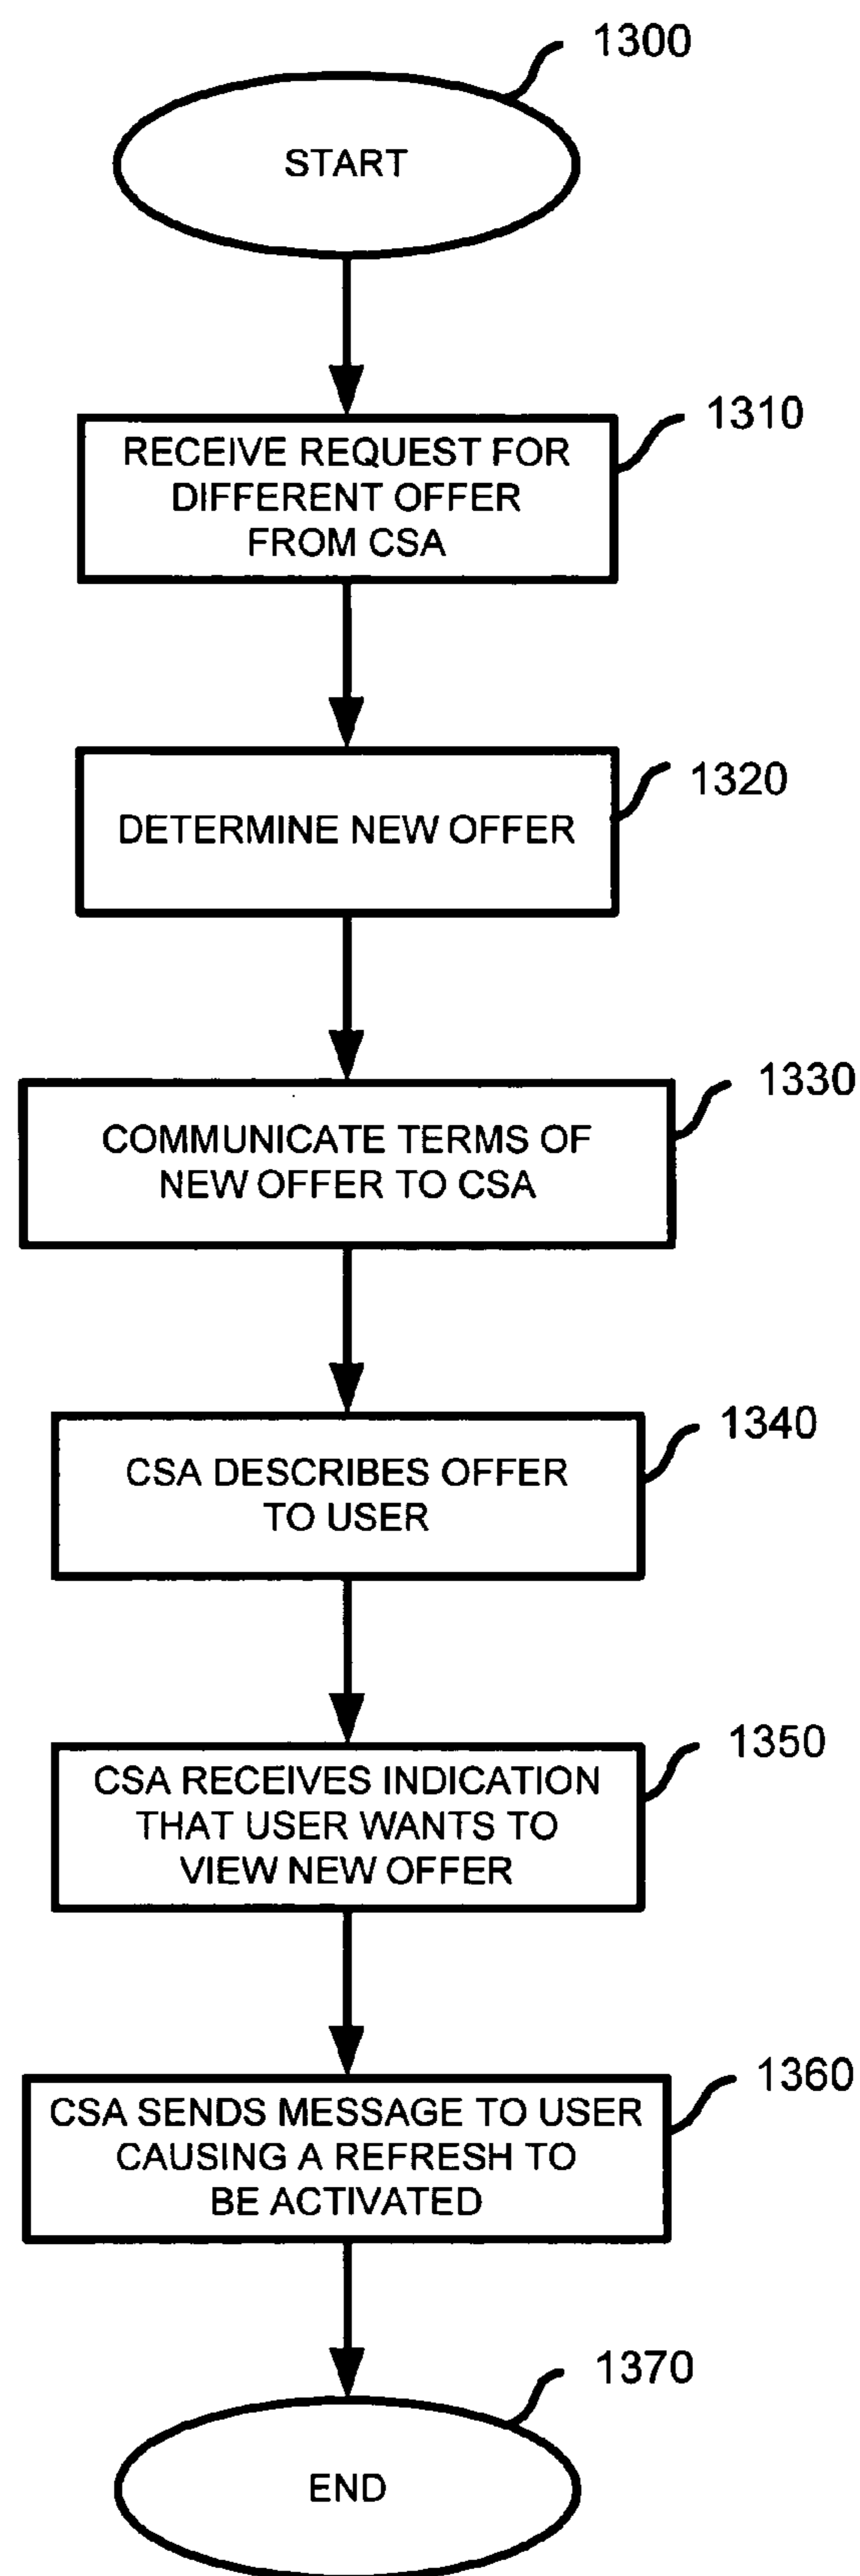 1300
START
1310
RECEIVE REQUEST FOR
DIFFERENT OFFER
FROM CSA
1320
DETERMINE NEW OFFER
1330
COMMUNICATE TERMS OF
NEW OFFER TO CSA
1340
CSA DESCRIBES OFFER
TO USER
1350
CSA RECEIVES INDICATION
THAT USER WANTS TO
VIEW NEW OFFER
1360
CSA SENDS MESSAGE TO USER
CAUSING A REFRESH TO
BE ACTIVATED
1370
END